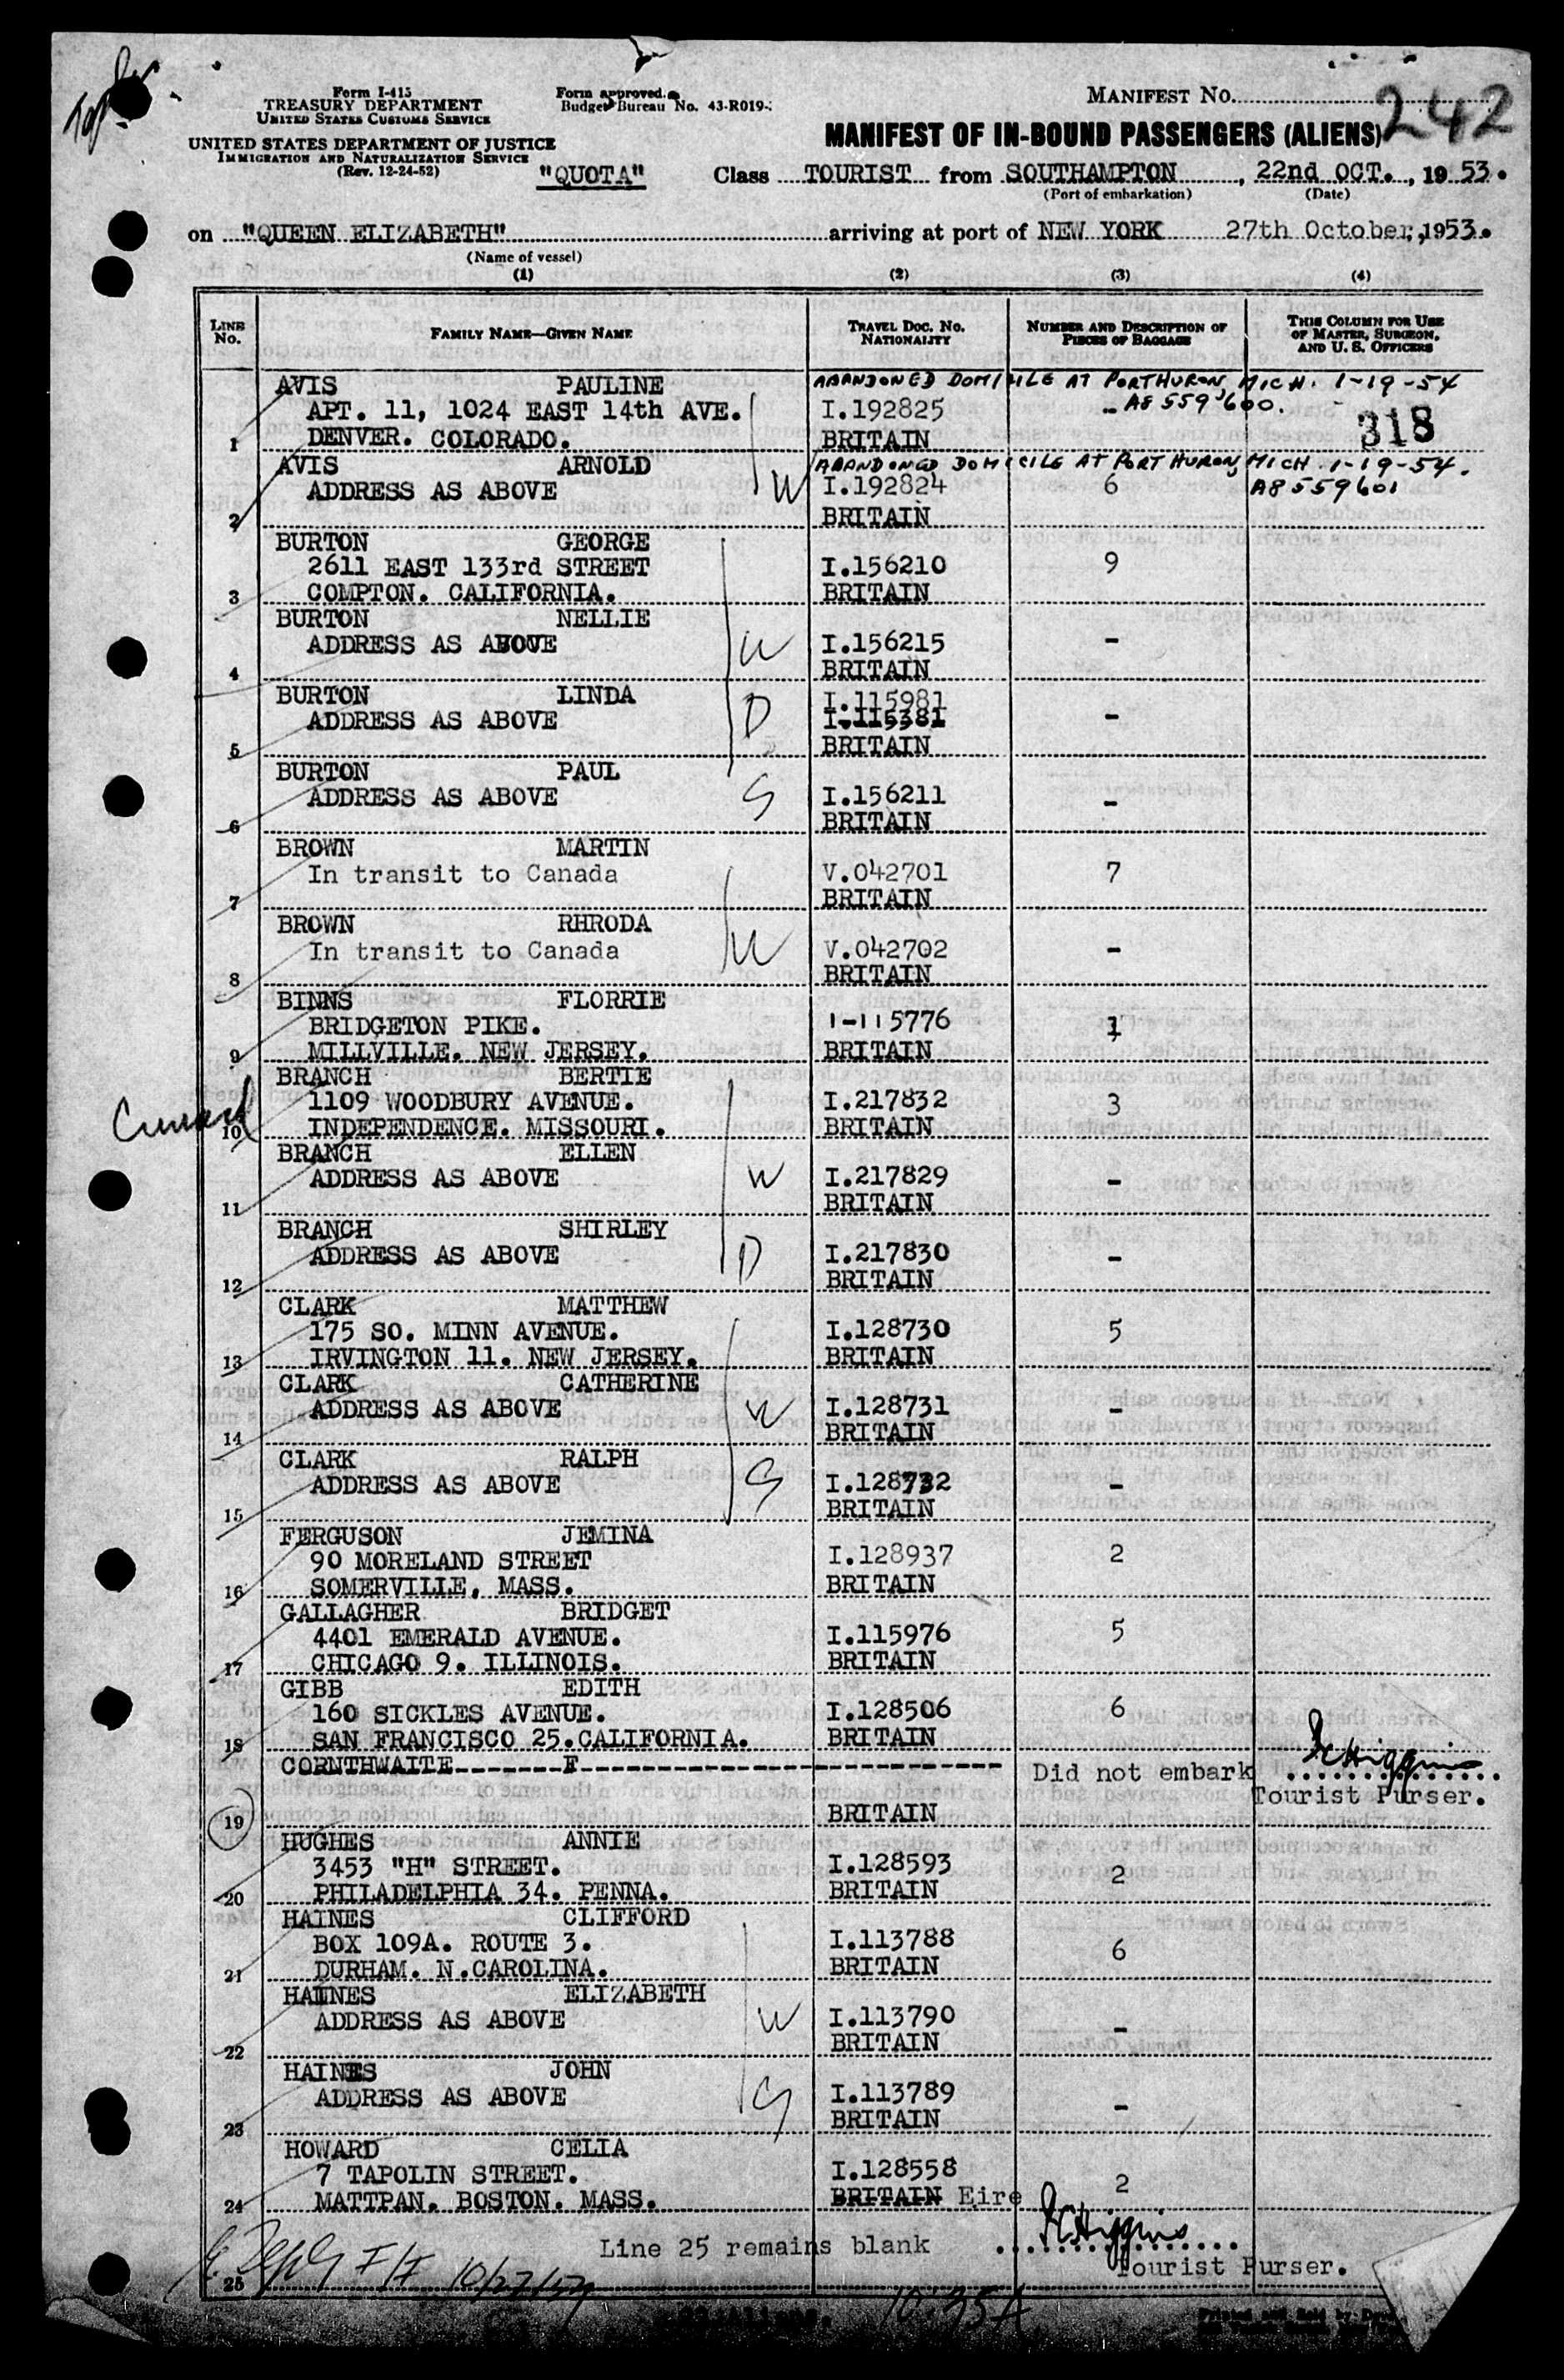 Form I-415
TREASURY DEPARTMENT
UNITED STATES CUSTOMS SERVICE
UNITED STATES DEPARTMENT OF JUSTICE
IMMIGRATION AND NATURALIZATION SERVICE
(Rev. 12-24-52)
Form approved.
Budget Bureau No. 43-R019-
MANIFEST No.
242
MANIFEST OF IN-BOUND PASSENGERS (ALIENS)
"QUOTA" Class TOURIST from SOUTHAMPTON, 22nd OCT., 1953.
(Port of embarkation) (Date)
on "QUEEN ELIZABETH" arriving at port of NEW YORK 27th October, 1953.
(Name of vessel)
(1) (2) (3) (4)
LINE No. FAMILY NAME—GIVEN NAME TRAVEL DOC. NO. NATIONALITY NUMBER AND DESCRIPTION OF PIECES OF BAGGAGE THIS COLUMN FOR USE OF MASTER, SURGEON, AND U. S. OFFICERS
AVIS PAULINE ABANDONED DOMICILE AT PORT HURON, MICH. 1-19-54
APT. 11, 1024 EAST 14th AVE. I.192825 A8 559 600. 318
1 DENVER. COLORADO. BRITAIN
AVIS ARNOLD ABANDONED DOMICILE AT PORT HURON, MICH. 1-19-54.
ADDRESS AS ABOVE W I.192824 6 A8 559601
2 BRITAIN
BURTON GEORGE
2611 EAST 133rd STREET I.156210 9
3 COMPTON. CALIFORNIA. BRITAIN
BURTON NELLIE
ADDRESS AS ABOVE W I.156215 -
4 BRITAIN
BURTON LINDA I.115981
ADDRESS AS ABOVE D I.115381 -
5 BRITAIN
BURTON PAUL
ADDRESS AS ABOVE S I.156211 -
6 BRITAIN
BROWN MARTIN
In transit to Canada V.042701 7
7 BRITAIN
BROWN RHRODA
In transit to Canada W V.042702 -
8 BRITAIN
BINNS FLORRIE
BRIDGETON PIKE. 1-115776 1
9 MILLVILLE. NEW JERSEY. BRITAIN
BRANCH BERTIE
Cunard 1109 WOODBURY AVENUE. I.217832 3
10 INDEPENDENCE. MISSOURI. BRITAIN
BRANCH ELLEN
ADDRESS AS ABOVE W I.217829 -
11 BRITAIN
BRANCH SHIRLEY
ADDRESS AS ABOVE D I.217830 -
12 BRITAIN
CLARK MATTHEW
175 SO. MINN AVENUE. I.128730 5
13 IRVINGTON 11. NEW JERSEY. BRITAIN
CLARK CATHERINE
ADDRESS AS ABOVE W I.128731 -
14 BRITAIN
CLARK RALPH
ADDRESS AS ABOVE S I.128732 -
15 BRITAIN
FERGUSON JEMINA
90 MORELAND STREET I.128937 2
16 SOMERVILLE, MASS. BRITAIN
GALLAGHER BRIDGET
4401 EMERALD AVENUE. I.115976 5
17 CHICAGO 9. ILLINOIS. BRITAIN
GIBB EDITH
160 SICKLES AVENUE. I.128506 6
18 SAN FRANCISCO 25.CALIFORNIA. BRITAIN
CORNTHWAITE-------F--------------------------- Did not embark Higgins
Tourist Purser.
19 BRITAIN
HUGHES ANNIE
3453 "H" STREET. I.128593 2
20 PHILADELPHIA 34. PENNA. BRITAIN
HAINES CLIFFORD
BOX 109A. ROUTE 3. I.113788 6
21 DURHAM. N.CAROLINA. BRITAIN
HAINES ELIZABETH
ADDRESS AS ABOVE W I.113790 -
22 BRITAIN
HAINES JOHN
ADDRESS AS ABOVE S I.113789 -
23 BRITAIN
HOWARD CELIA
7 TAPOLIN STREET. I.128558 2
24 MATTPAN. BOSTON. MASS. BRITAIN Eire
Line 25 remains blank Higgins
Tourist Purser.
25 10/27/53
10:35A